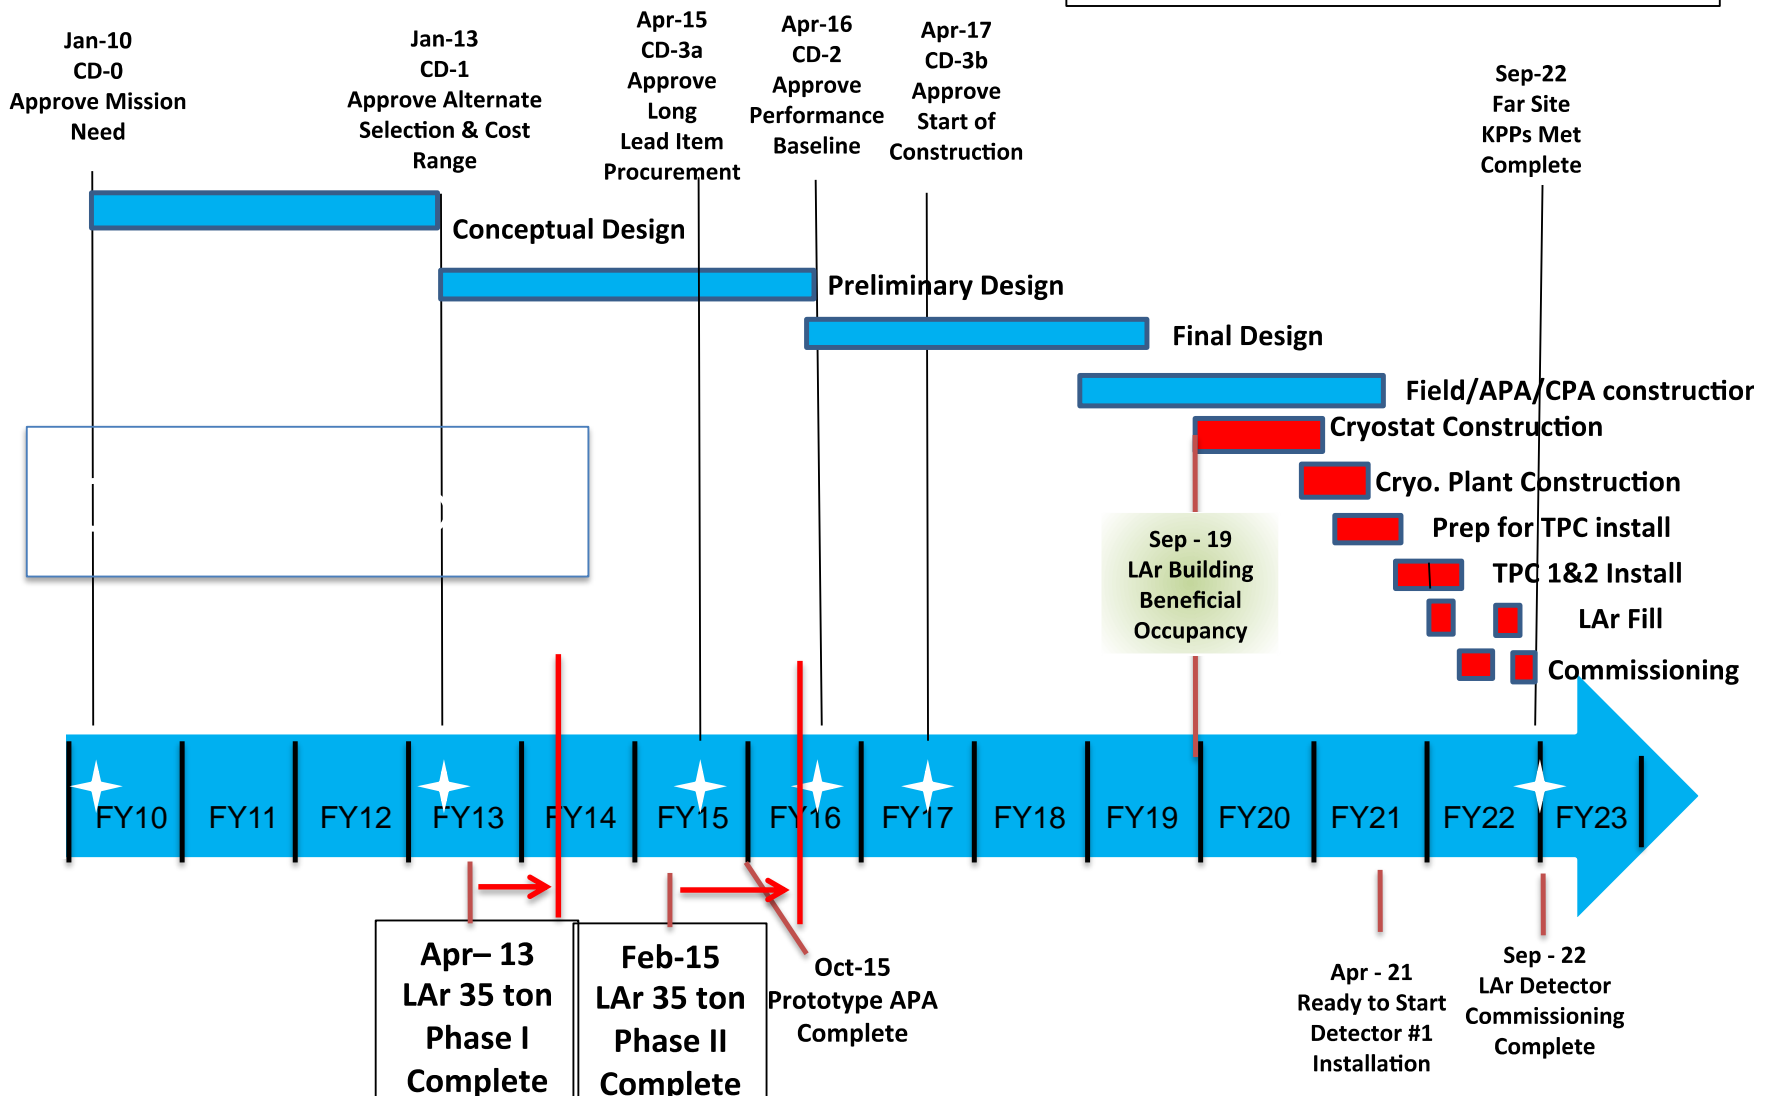 Jan-10
CD-0
Approve Mission
Need
Jan-13
CD-1
Approve Alternate
Selection & Cost
Range
Apr-15
CD-3a
Approve
Long
Lead Item
Procurement
Apr-16
CD-2
Approve
Performance
Baseline
Apr-17
CD-3b
Approve
Start of
Construction
Sep-22
Far Site
KPPs Met
Complete
Conceptual Design
Preliminary Design
Final Design
Field/APA/CPA construction
Cryostat Construction
Cryo. Plant Construction
Prep for TPC install
TPC 1&2 Install
LAr Fill
Commissioning
Sep - 19
LAr Building
Beneficial
Occupancy
FY10 FY11 FY12 FY13 FY14 FY15 FY16 FY17 FY18 FY19 FY20 FY21 FY22 FY23
Apr– 13
LAr 35 ton
Phase I
Complete
Feb-15
LAr 35 ton
Phase II
Complete
Oct-15
Prototype APA
Complete
Apr - 21
Ready to Start
Detector #1
Installation
Sep - 22
LAr Detector
Commissioning
Complete